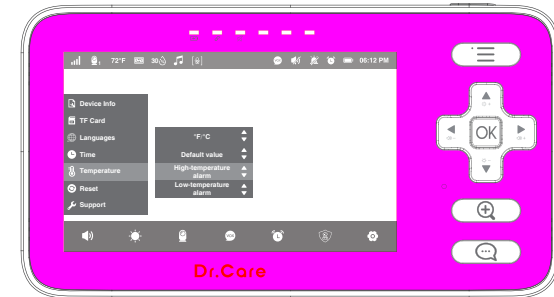 72°F 30 06:12 PM
Device Info
TF Card
Languages
Time
Temperature
Reset
Support
°F/°C
Default value
High-temperature
alarm
Low-temperature
alarm
VOX
OK
Dr.Care